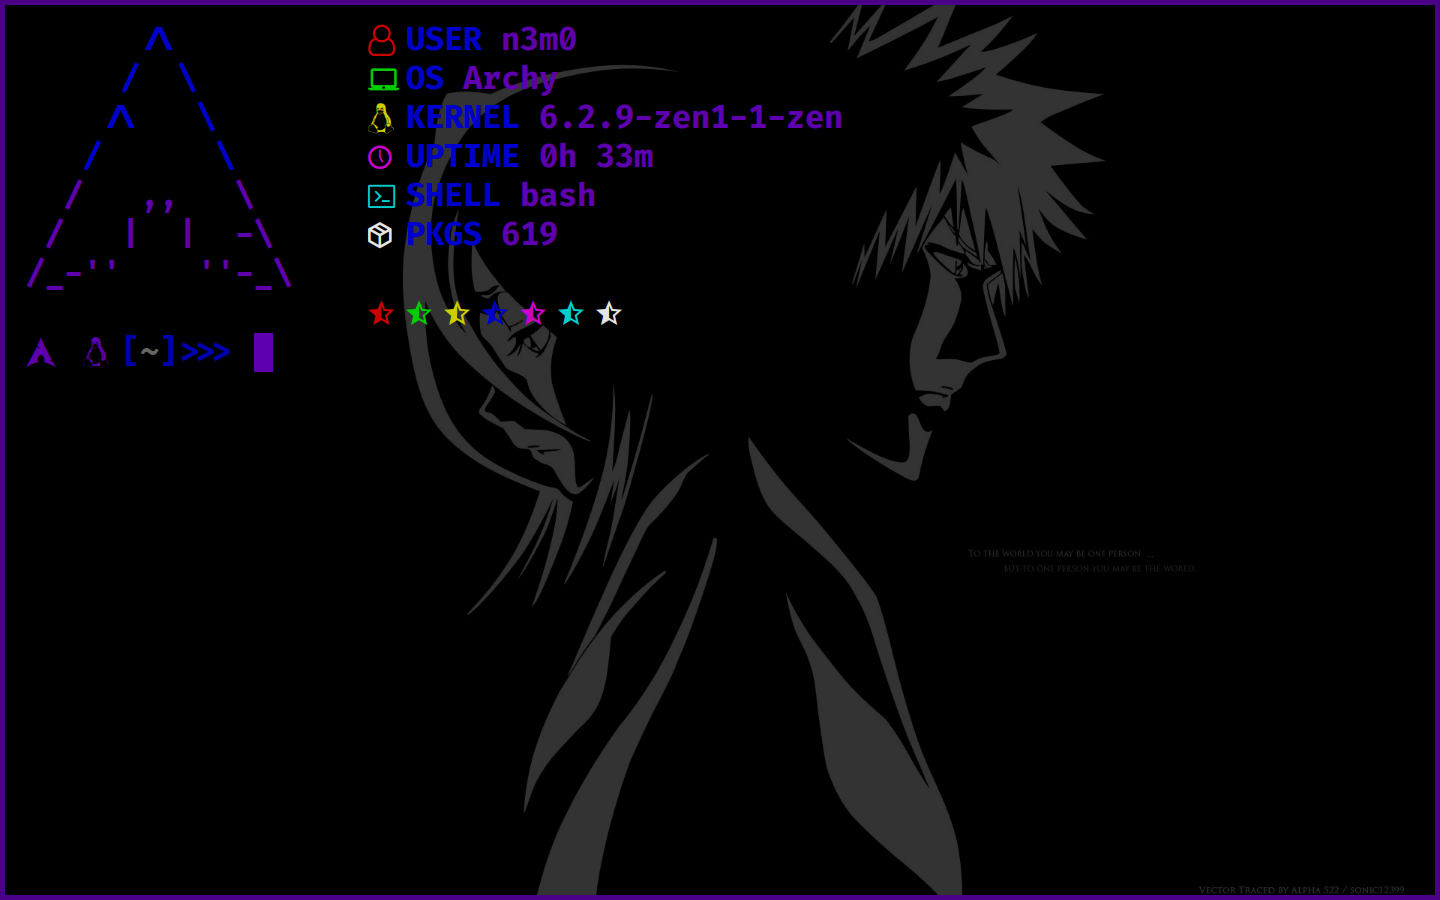 USER n3m0
OS Archy
KERNEL 6.2.9-zen1-1-zen
UPTIME 0h 33m
SHELL bash
PKGS 619
[~]>>>
To the world you may be one person ...
but to one person you may be the world.
Vector Traced by Alpha 522 / sonic12399